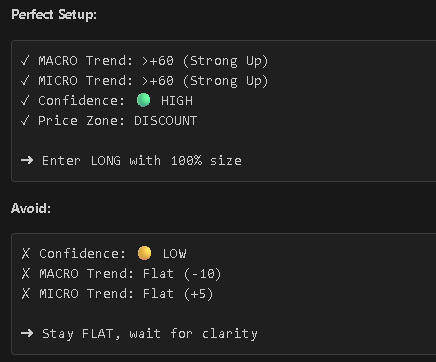 Perfect Setup:
✓ MACRO Trend: >+60 (Strong Up)
✓ MICRO Trend: >+60 (Strong Up)
✓ Confidence: 🟢 HIGH
✓ Price Zone: DISCOUNT
→ Enter LONG with 100% size
Avoid:
✗ Confidence: 🟡 LOW
✗ MACRO Trend: Flat (-10)
✗ MICRO Trend: Flat (+5)
→ Stay FLAT, wait for clarity